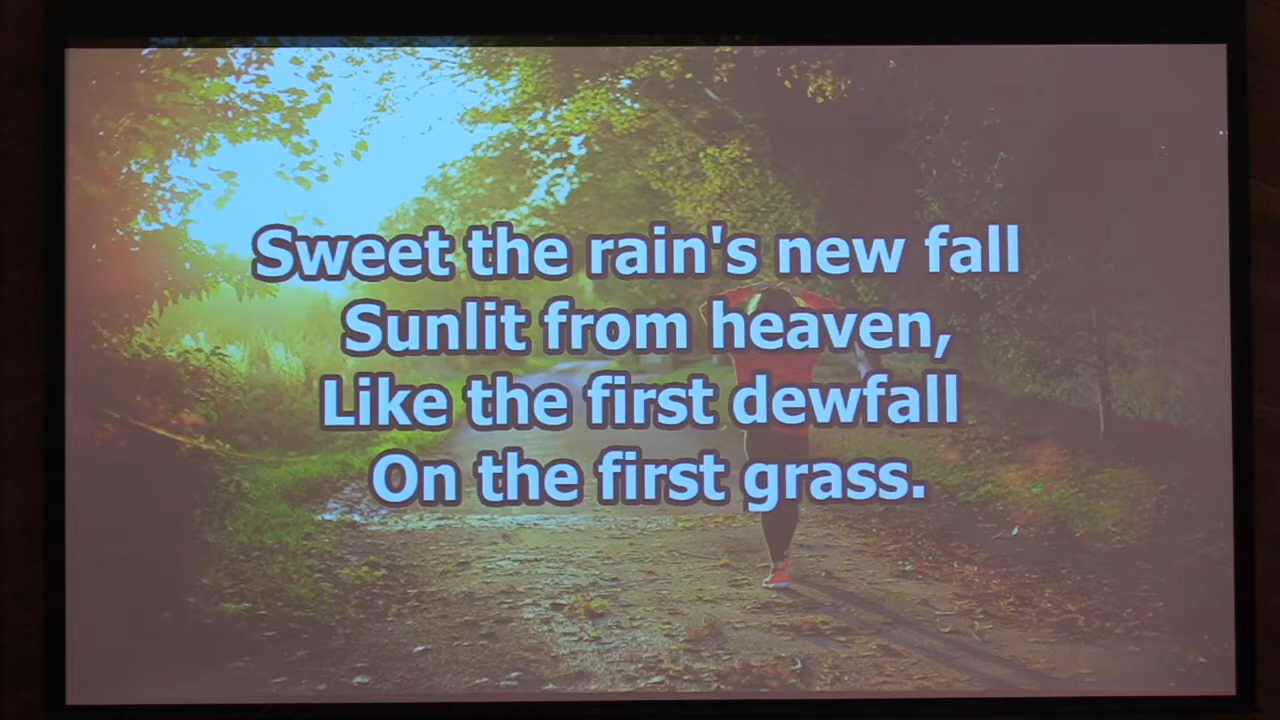 Sweet the rain's new fall
Sunlit from heaven,
Like the first dewfall
On the first grass.